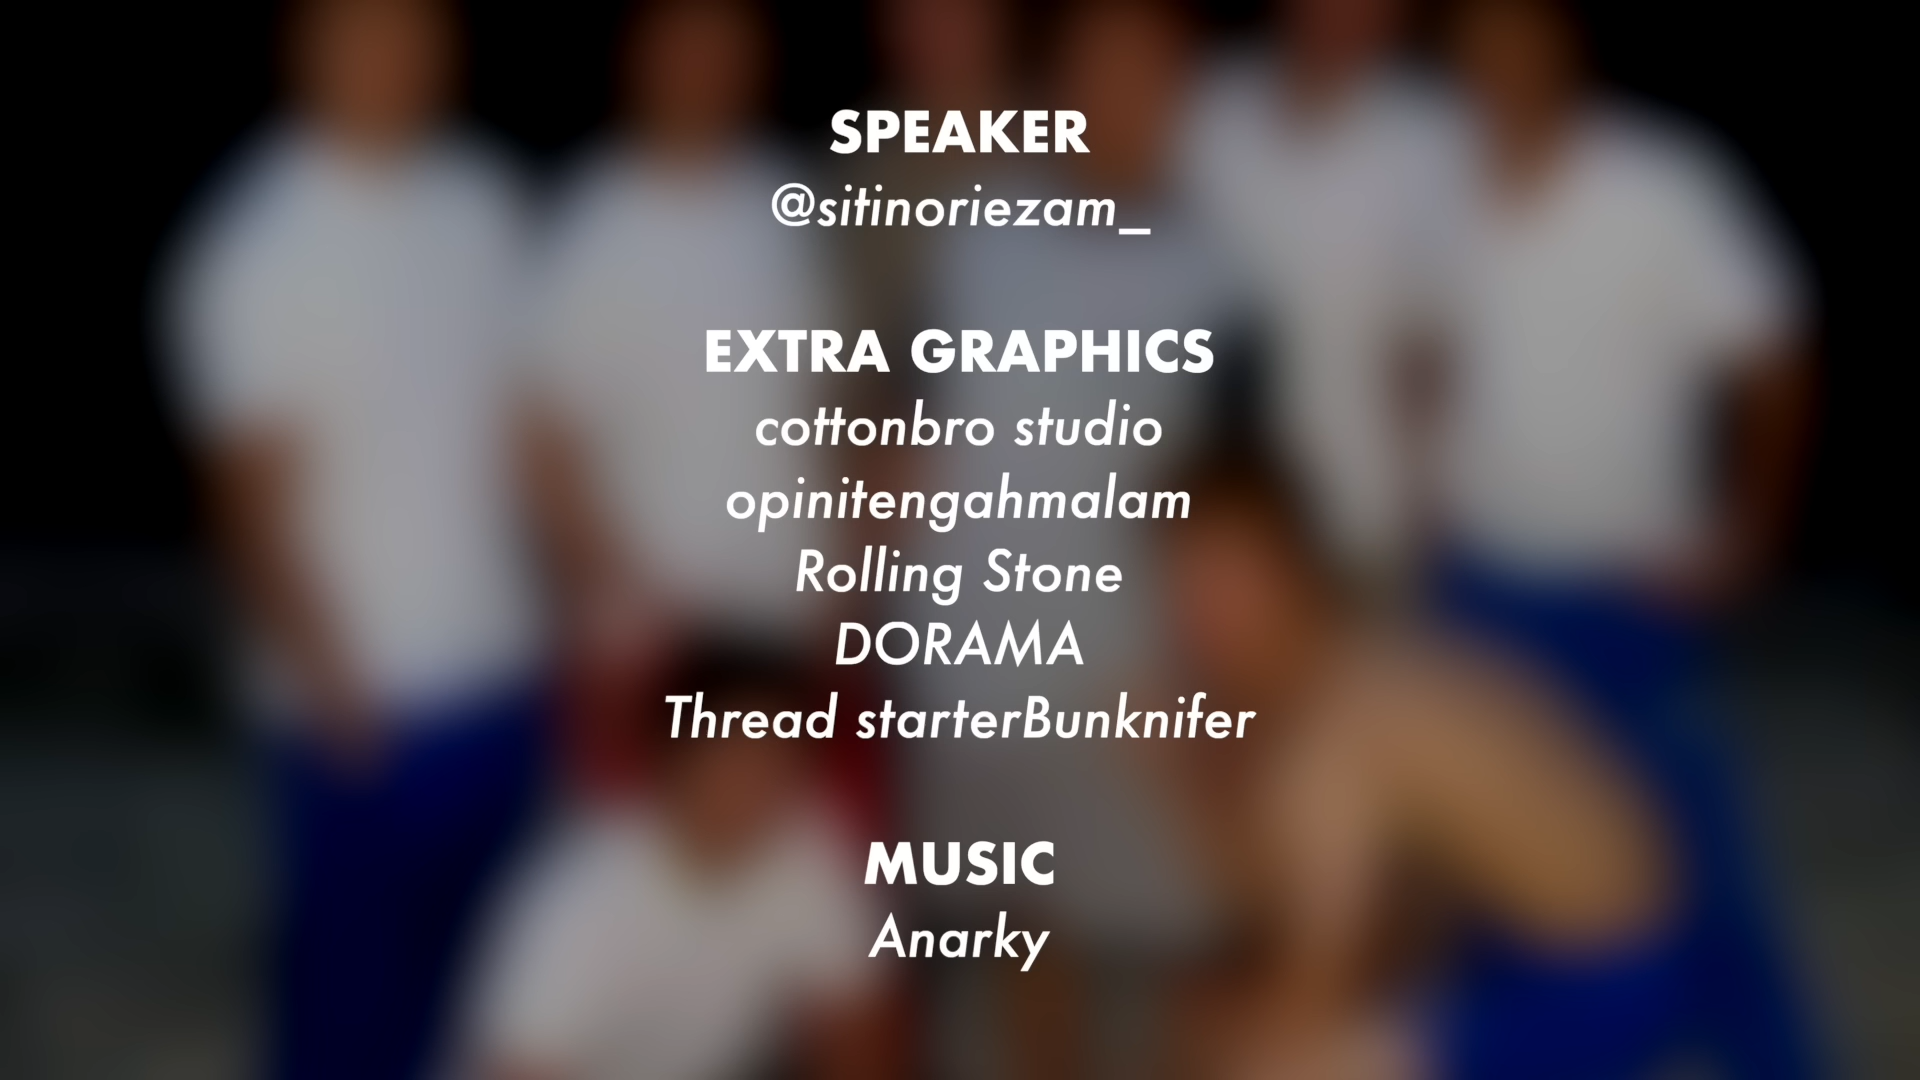 SPEAKER
@sitinoriezam_
EXTRA GRAPHICS
cottonbro studio
opinitengahmalam
Rolling Stone
DORAMA
Thread starterBunknifer
MUSIC
Anarky